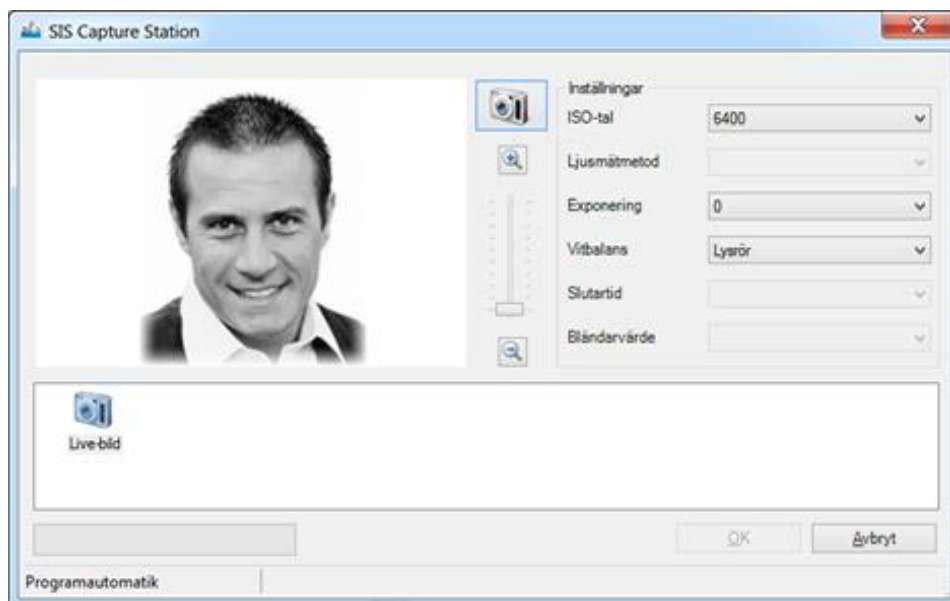 SIS Capture Station
Inställningar
ISO-tal 6400
Ljusmätmetod
Exponering 0
Vitbalans Lysrör
Slutartid
Bländarvärde
Live-bild
OK Avbryt
Programautomatik